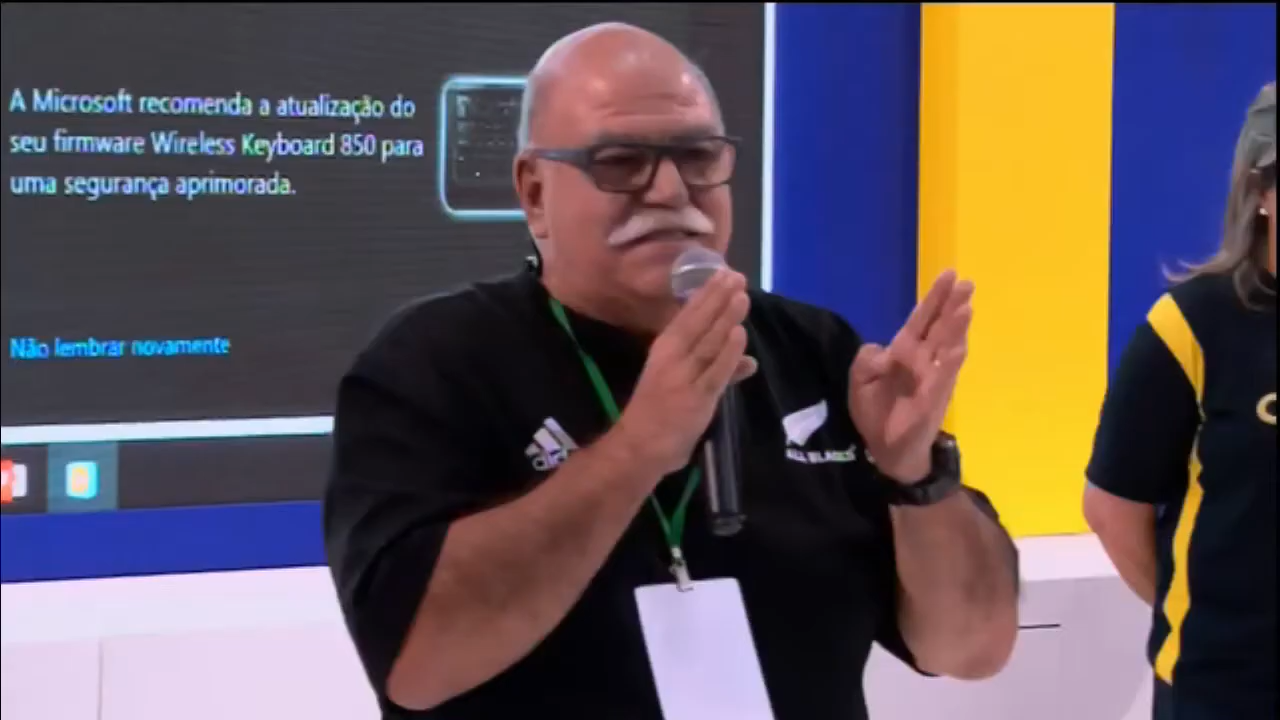 A Microsoft recomenda a atualização do
seu firmware Wireless Keyboard 850 para
uma segurança aprimorada.
Não lembrar novamente
ALL BLACKS